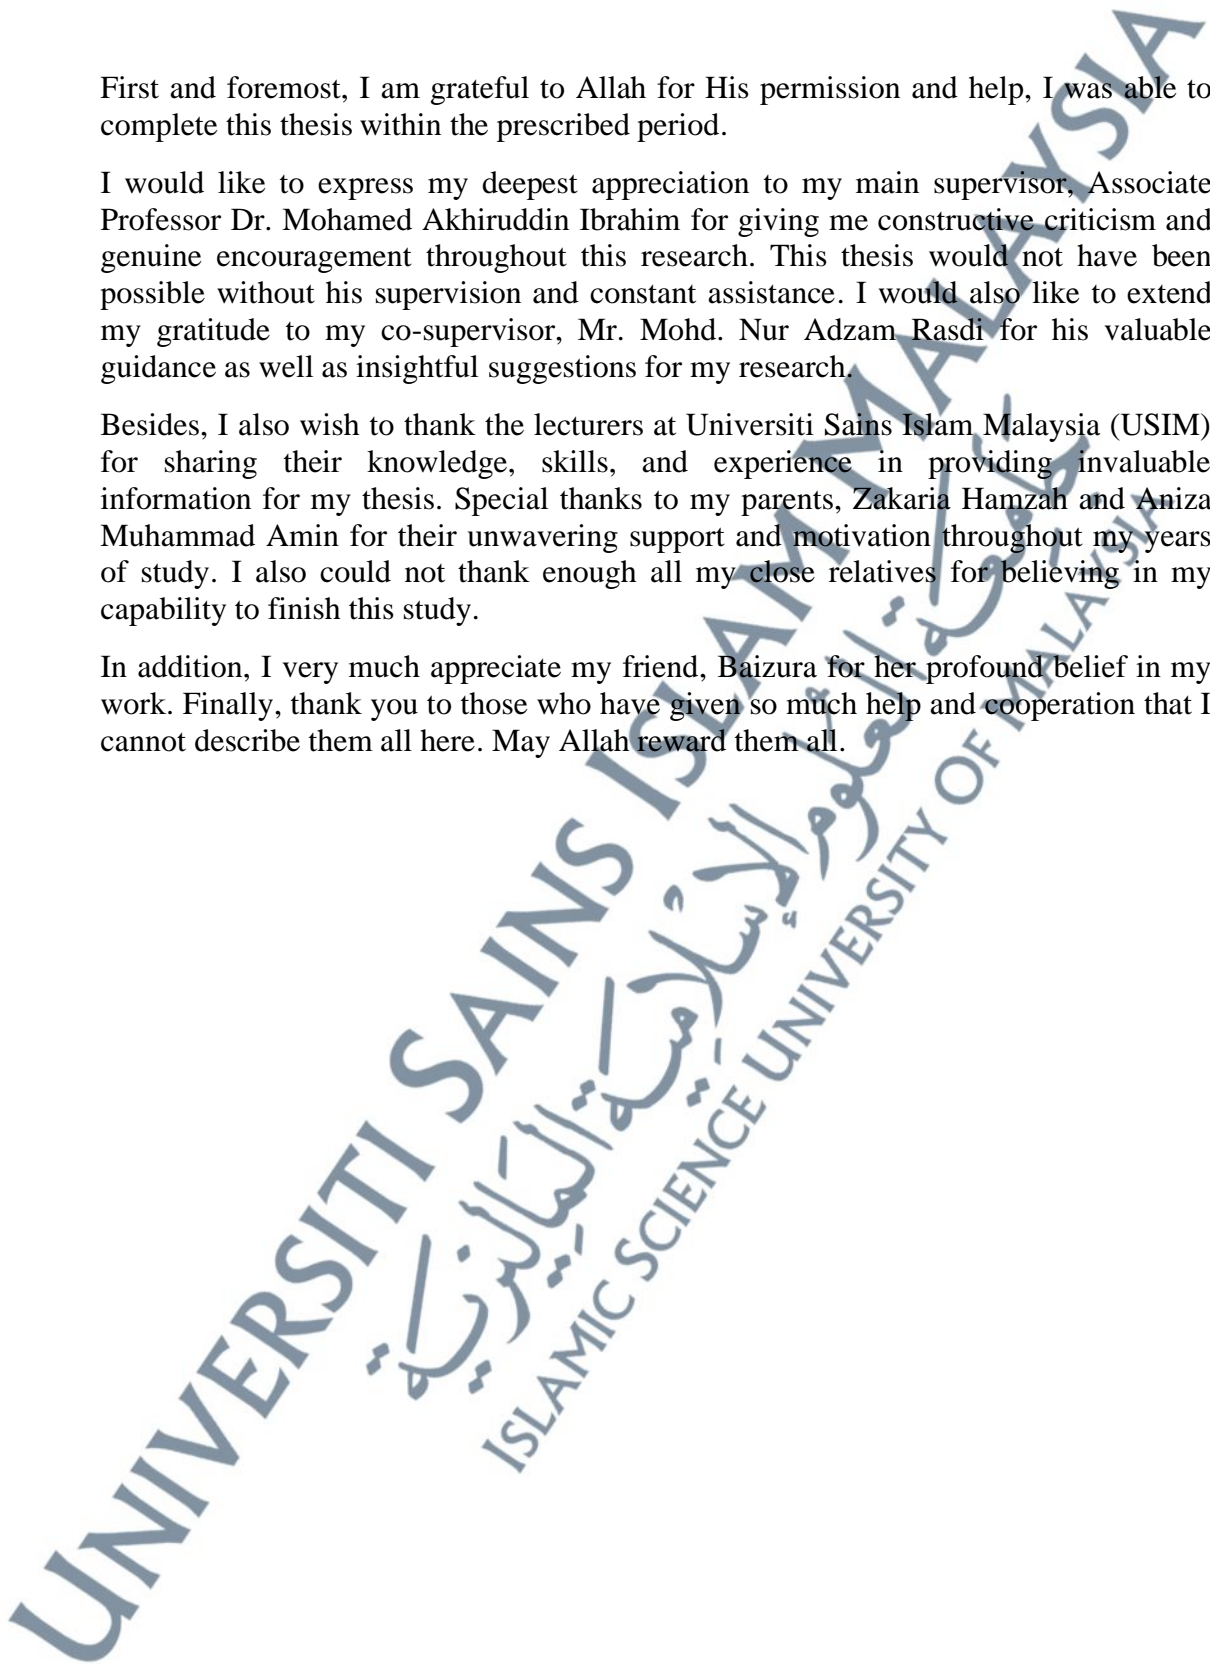 First and foremost, I am grateful to Allah for His permission and help, I was able to
complete this thesis within the prescribed period.
I would like to express my deepest appreciation to my main supervisor, Associate
Professor Dr. Mohamed Akhiruddin Ibrahim for giving me constructive criticism and
genuine encouragement throughout this research. This thesis would not have been
possible without his supervision and constant assistance. I would also like to extend
my gratitude to my co-supervisor, Mr. Mohd. Nur Adzam Rasdi for his valuable
guidance as well as insightful suggestions for my research.
Besides, I also wish to thank the lecturers at Universiti Sains Islam Malaysia (USIM)
for sharing their knowledge, skills, and experience in providing invaluable
information for my thesis. Special thanks to my parents, Zakaria Hamzah and Aniza
Muhammad Amin for their unwavering support and motivation throughout my years
of study. I also could not thank enough all my close relatives for believing in my
capability to finish this study.
In addition, I very much appreciate my friend, Baizura for her profound belief in my
work. Finally, thank you to those who have given so much help and cooperation that I
cannot describe them all here. May Allah reward them all.
UNIVERSITI SAINS ISLAM MALAYSIA
جامعة العلوم الإسلامية الماليزية
ISLAMIC SCIENCE UNIVERSITY OF MALAYSIA